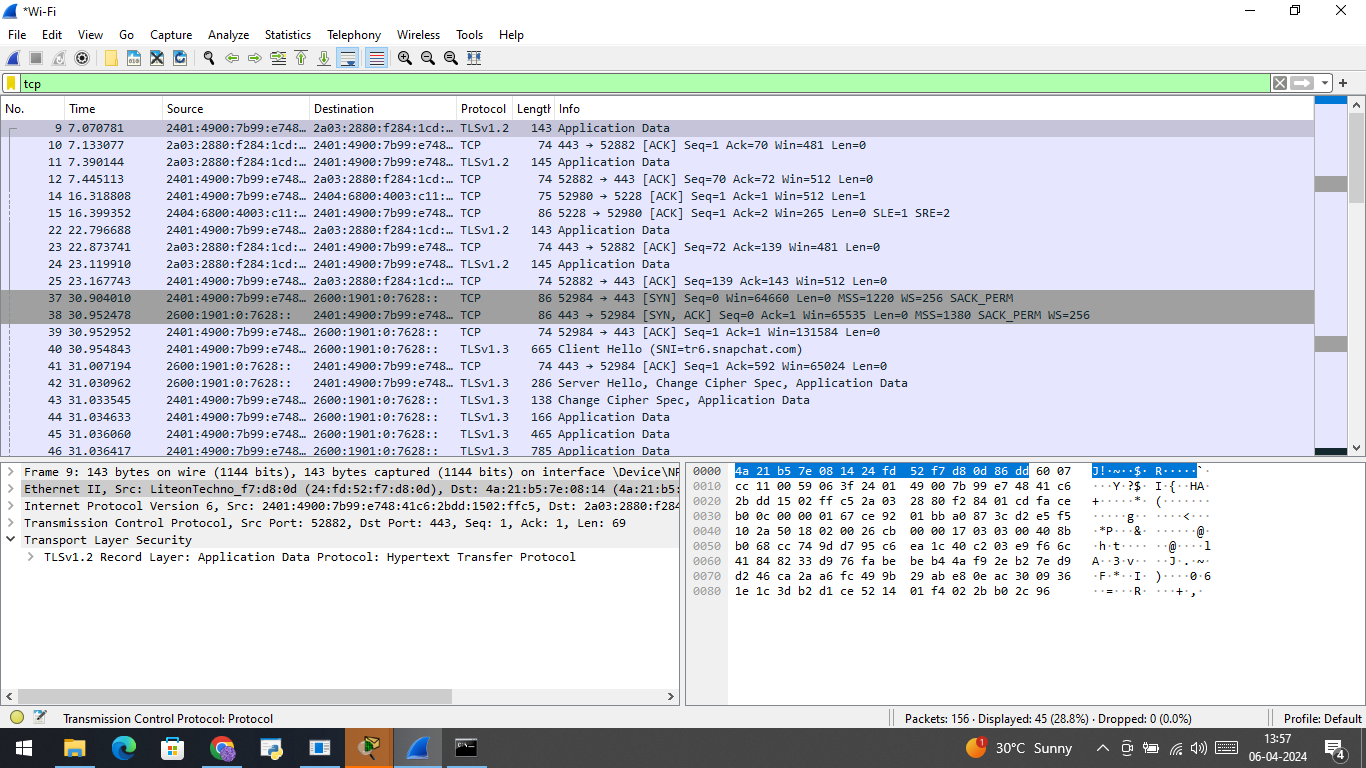 *Wi-Fi
File Edit View Go Capture Analyze Statistics Telephony Wireless Tools Help
tcp
No. Time Source Destination Protocol Length Info
9 7.070781 2401:4900:7b99:e748… 2a03:2880:f284:1cd:… TLSv1.2 143 Application Data
10 7.133077 2a03:2880:f284:1cd:… 2401:4900:7b99:e748… TCP 74 443 → 52882 [ACK] Seq=1 Ack=70 Win=481 Len=0
11 7.390144 2a03:2880:f284:1cd:… 2401:4900:7b99:e748… TLSv1.2 145 Application Data
12 7.445113 2401:4900:7b99:e748… 2a03:2880:f284:1cd:… TCP 74 52882 → 443 [ACK] Seq=70 Ack=72 Win=512 Len=0
14 16.318808 2401:4900:7b99:e748… 2404:6800:4003:c11:… TCP 75 52980 → 5228 [ACK] Seq=1 Ack=1 Win=512 Len=1
15 16.399352 2404:6800:4003:c11:… 2401:4900:7b99:e748… TCP 86 5228 → 52980 [ACK] Seq=1 Ack=2 Win=265 Len=0 SLE=1 SRE=2
22 22.796688 2401:4900:7b99:e748… 2a03:2880:f284:1cd:… TLSv1.2 143 Application Data
23 22.873741 2a03:2880:f284:1cd:… 2401:4900:7b99:e748… TCP 74 443 → 52882 [ACK] Seq=72 Ack=139 Win=481 Len=0
24 23.119910 2a03:2880:f284:1cd:… 2401:4900:7b99:e748… TLSv1.2 145 Application Data
25 23.167743 2401:4900:7b99:e748… 2a03:2880:f284:1cd:… TCP 74 52882 → 443 [ACK] Seq=139 Ack=143 Win=512 Len=0
37 30.904010 2401:4900:7b99:e748… 2600:1901:0:7628:: TCP 86 52984 → 443 [SYN] Seq=0 Win=64660 Len=0 MSS=1220 WS=256 SACK_PERM
38 30.952478 2600:1901:0:7628:: 2401:4900:7b99:e748… TCP 86 443 → 52984 [SYN, ACK] Seq=0 Ack=1 Win=65535 Len=0 MSS=1380 SACK_PERM WS=256
39 30.952952 2401:4900:7b99:e748… 2600:1901:0:7628:: TCP 74 52984 → 443 [ACK] Seq=1 Ack=1 Win=131584 Len=0
40 30.954843 2401:4900:7b99:e748… 2600:1901:0:7628:: TLSv1.3 665 Client Hello (SNI=tr6.snapchat.com)
41 31.007194 2600:1901:0:7628:: 2401:4900:7b99:e748… TCP 74 443 → 52984 [ACK] Seq=1 Ack=592 Win=65024 Len=0
42 31.030962 2600:1901:0:7628:: 2401:4900:7b99:e748… TLSv1.3 286 Server Hello, Change Cipher Spec, Application Data
43 31.033545 2401:4900:7b99:e748… 2600:1901:0:7628:: TLSv1.3 138 Change Cipher Spec, Application Data
44 31.034633 2401:4900:7b99:e748… 2600:1901:0:7628:: TLSv1.3 166 Application Data
45 31.036060 2401:4900:7b99:e748… 2600:1901:0:7628:: TLSv1.3 465 Application Data
46 31.036417 2401:4900:7b99:e748… 2600:1901:0:7628:: TLSv1.3 785 Application Data
Frame 9: 143 bytes on wire (1144 bits), 143 bytes captured (1144 bits) on interface \Device\NP
Ethernet II, Src: LiteonTechno_f7:d8:0d (24:fd:52:f7:d8:0d), Dst: 4a:21:b5:7e:08:14 (4a:21:b5:
Internet Protocol Version 6, Src: 2401:4900:7b99:e748:41c6:2bdd:1502:ffc5, Dst: 2a03:2880:f284
Transmission Control Protocol, Src Port: 52882, Dst Port: 443, Seq: 1, Ack: 1, Len: 69
Transport Layer Security
TLSv1.2 Record Layer: Application Data Protocol: Hypertext Transfer Protocol
0000 4a 21 b5 7e 08 14 24 fd 52 f7 d8 0d 86 dd 60 07 J!·~··$·R·····`·
0010 cc 11 00 59 06 3f 24 01 49 00 7b 99 e7 48 41 c6 ···Y·?$·I·{··HA·
0020 2b dd 15 02 ff c5 2a 03 28 80 f2 84 01 cd fa ce +·····*·(·······
0030 b0 0c 00 00 01 67 ce 92 01 bb a0 87 3c d2 e5 f5 ·····g······<···
0040 10 2a 50 18 02 00 26 cb 00 00 17 03 03 00 40 8b ·*P···&·······@·
0050 b0 68 cc 74 9d d7 95 c6 ea 1c 40 c2 03 e9 f6 6c ·h·t······@····l
0060 41 84 82 33 d9 76 fa be be b4 4a f9 2e b2 7e d9 A··3·v····J·.·~·
0070 d2 46 ca 2a a6 fc 49 9b 29 ab e8 0e ac 30 09 36 ·F·*··I·)····0·6
0080 1e 1c 3d b2 d1 ce 52 14 01 f4 02 2b b0 2c 96 ··=···R····+·,·
Transmission Control Protocol: Protocol
Packets: 156 · Displayed: 45 (28.8%) · Dropped: 0 (0.0%)
Profile: Default
1
30°C Sunny
13:57
06-04-2024
4